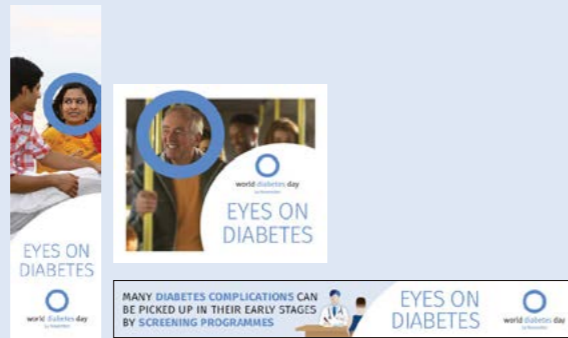 EYES ON
DIABETES
world diabetes day
world diabetes day
EYES ON
DIABETES
MANY DIABETES COMPLICATIONS CAN
BE PICKED UP IN THEIR EARLY STAGES
BY SCREENING PROGRAMMES
EYES ON
DIABETES
world diabetes day